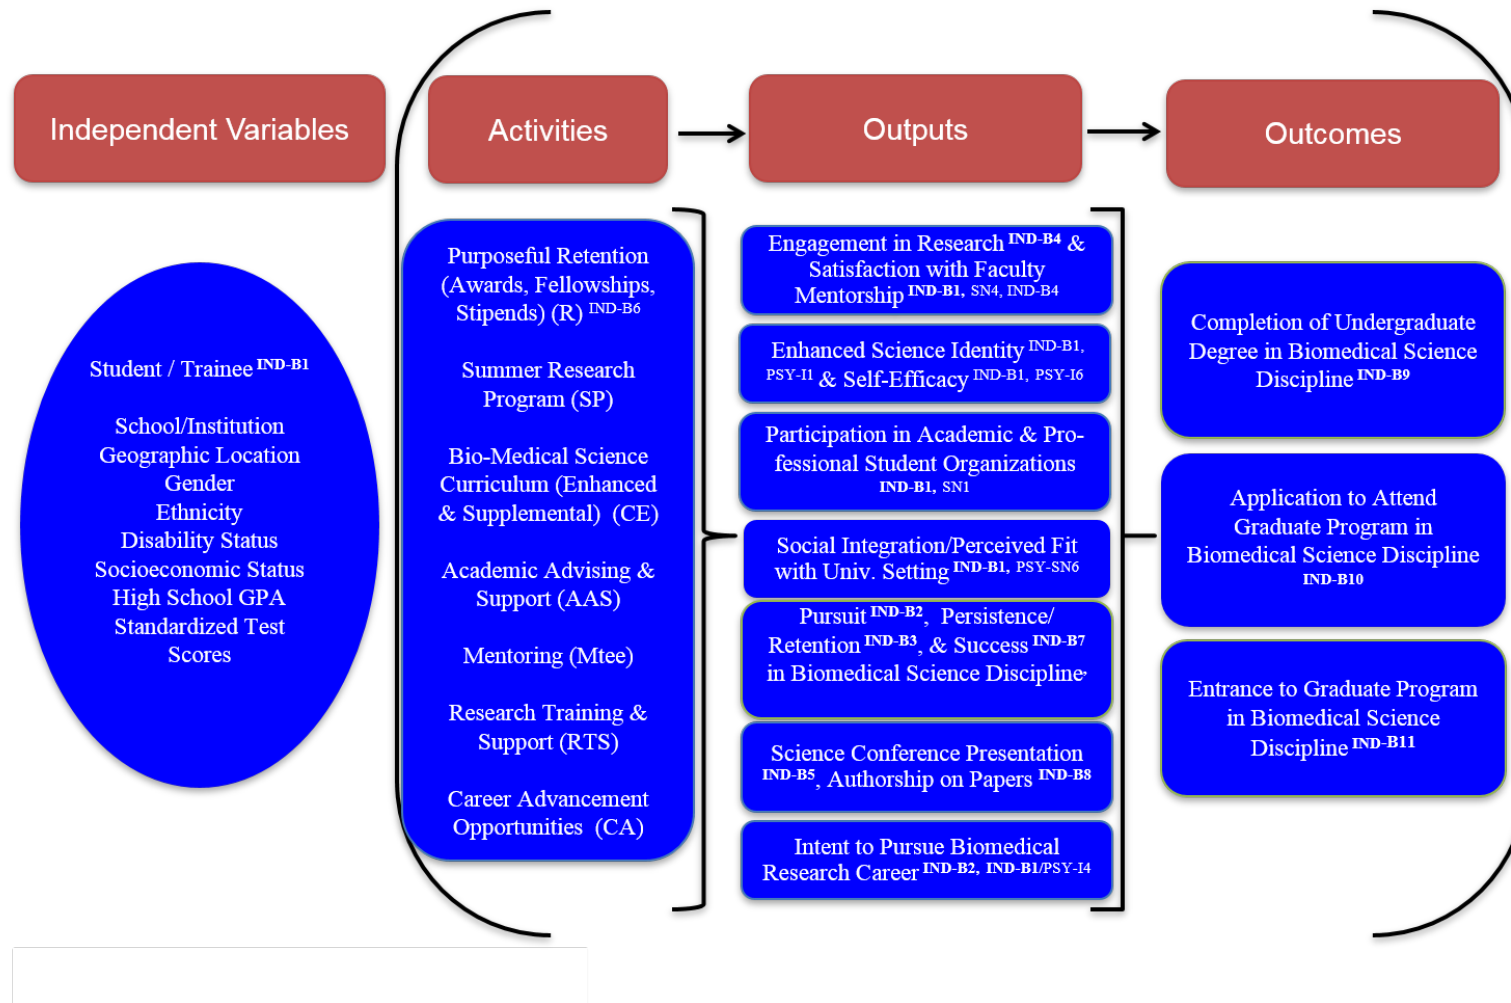 Independent Variables
Activities
Outputs
Outcomes
Student / Trainee IND-B1
School/Institution
Geographic Location
Gender
Ethnicity
Disability Status
Socioeconomic Status
High School GPA
Standardized Test
Scores
Purposeful Retention
(Awards, Fellowships,
Stipends) (R) IND-B6
Summer Research
Program (SP)
Bio-Medical Science
Curriculum (Enhanced
& Supplemental) (CE)
Academic Advising &
Support (AAS)
Mentoring (Mtee)
Research Training &
Support (RTS)
Career Advancement
Opportunities (CA)
Engagement in Research IND-B4 &
Satisfaction with Faculty
Mentorship IND-B1, SN4, IND-B4
Enhanced Science Identity IND-B1,
PSY-I1 & Self-Efficacy IND-B1, PSY-I6
Participation in Academic & Pro-
fessional Student Organizations
IND-B1, SN1
Social Integration/Perceived Fit
with Univ. Setting IND-B1, PSY-SN6
Pursuit IND-B2, Persistence/
Retention IND-B3, & Success IND-B7
in Biomedical Science Discipline,
Science Conference Presentation
IND-B5, Authorship on Papers IND-B8
Intent to Pursue Biomedical
Research Career IND-B2, IND-B1/PSY-I4
Completion of Undergraduate
Degree in Biomedical Science
Discipline IND-B9
Application to Attend
Graduate Program in
Biomedical Science Discipline
IND-B10
Entrance to Graduate Program
in Biomedical Science
Discipline IND-B11